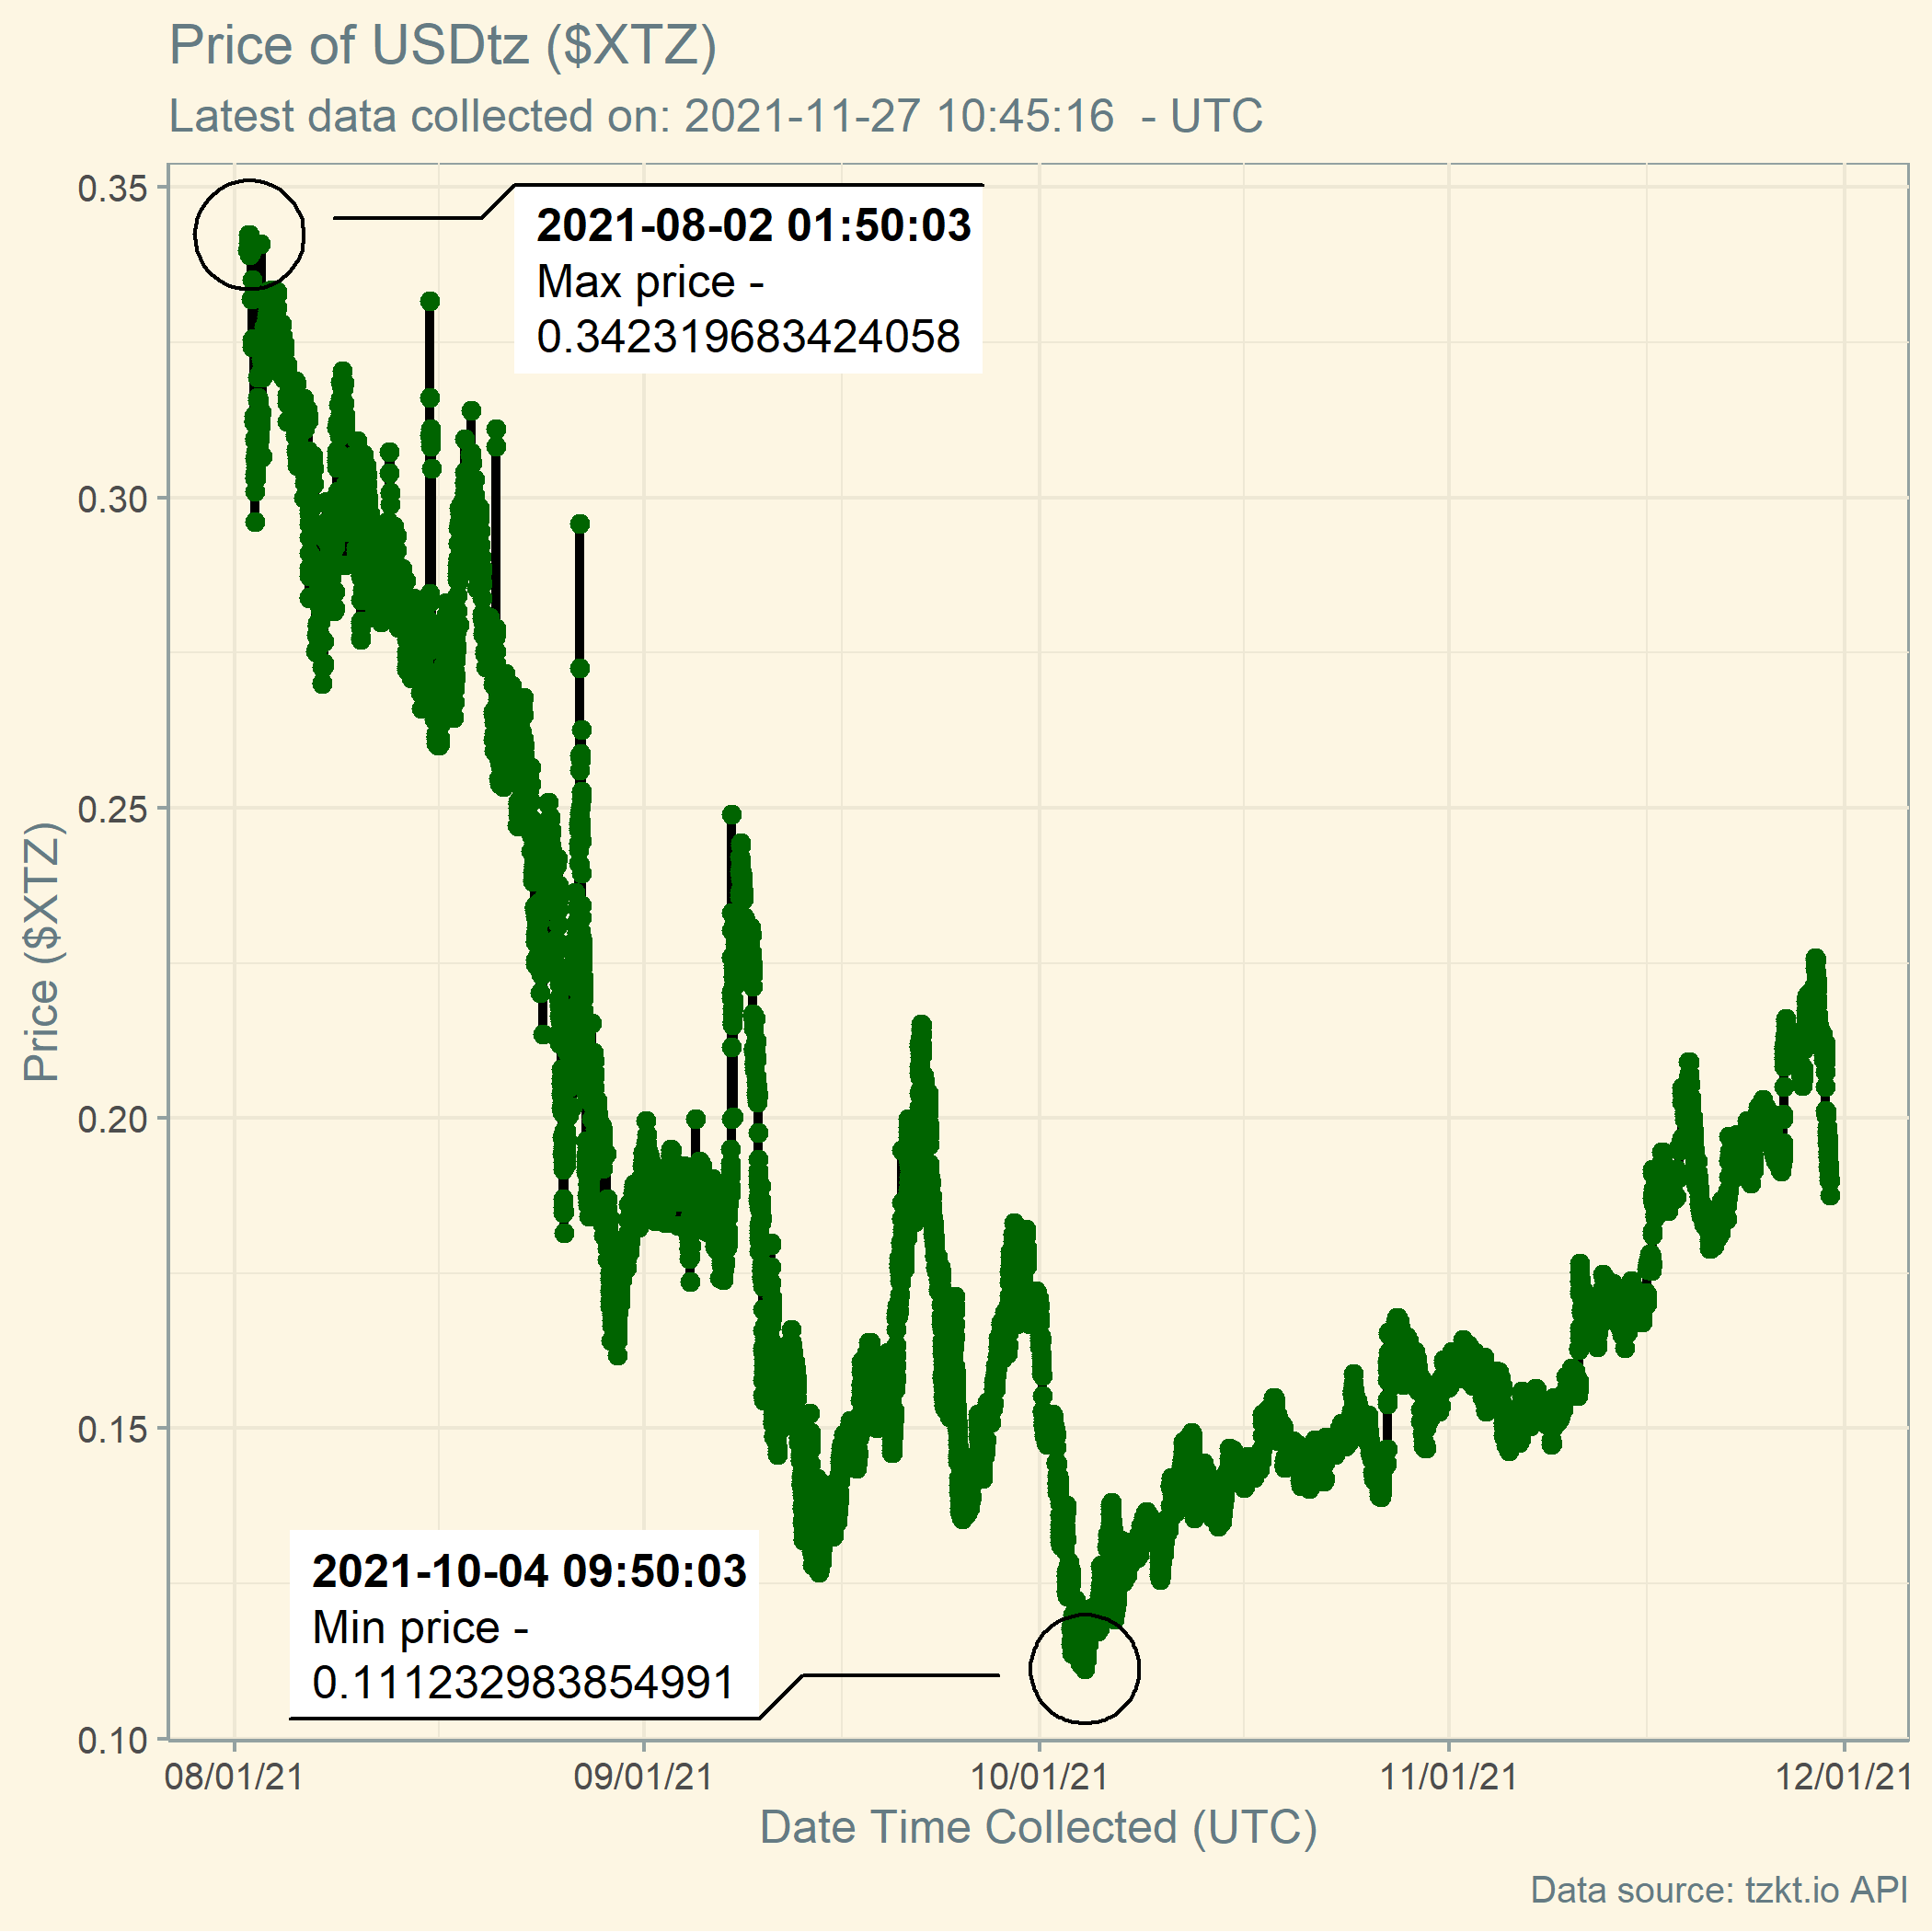 Price of USDtz ($XTZ)
Latest data collected on: 2021-11-27 10:45:16  - UTC
0.35
0.30
0.25
0.20
0.15
0.10
Price ($XTZ)
2021-08-02 01:50:03
Max price -
0.342319683424058
2021-10-04 09:50:03
Min price -
0.111232983854991
08/01/21
09/01/21
10/01/21
11/01/21
12/01/21
Date Time Collected (UTC)
Data source: tzkt.io API